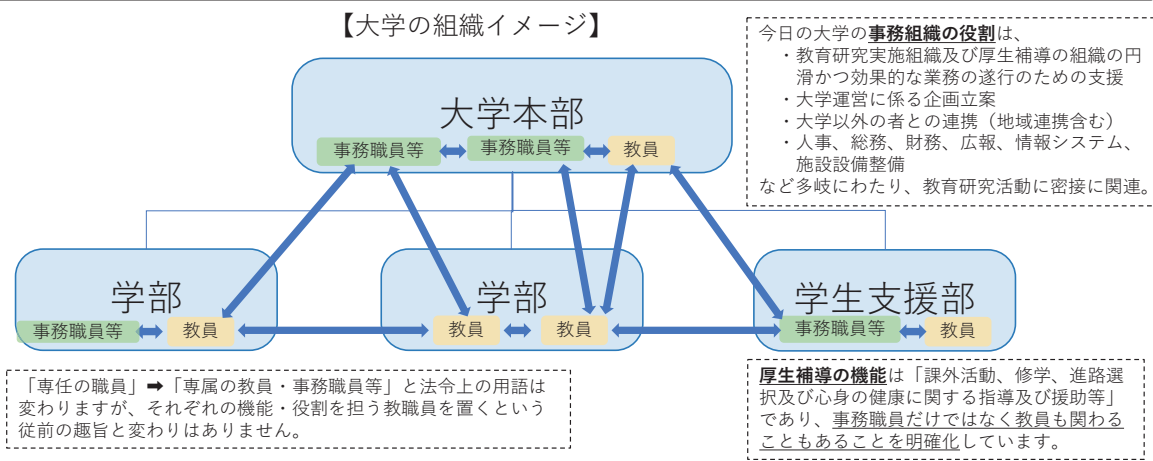 【大学の組織イメージ】
今日の大学の事務組織の役割は、
・教育研究実施組織及び厚生補導の組織の円
滑かつ効果的な業務の遂行のための支援
・大学運営に係る企画立案
・大学以外の者との連携（地域連携含む）
・人事、総務、財務、広報、情報システム、
施設設備整備
など多岐にわたり、教育研究活動に密接に関連。
大学本部
事務職員等
事務職員等
教員
学部
事務職員等
教員
学部
教員
教員
学生支援部
事務職員等
教員
「専任の職員」➡「専属の教員・事務職員等」と法令上の用語は
変わりますが、それぞれの機能・役割を担う教職員を置くという
従前の趣旨と変わりはありません。
厚生補導の機能は「課外活動、修学、進路選
択及び心身の健康に関する指導及び援助等」
であり、事務職員だけではなく教員も関わる
こともあることを明確化しています。